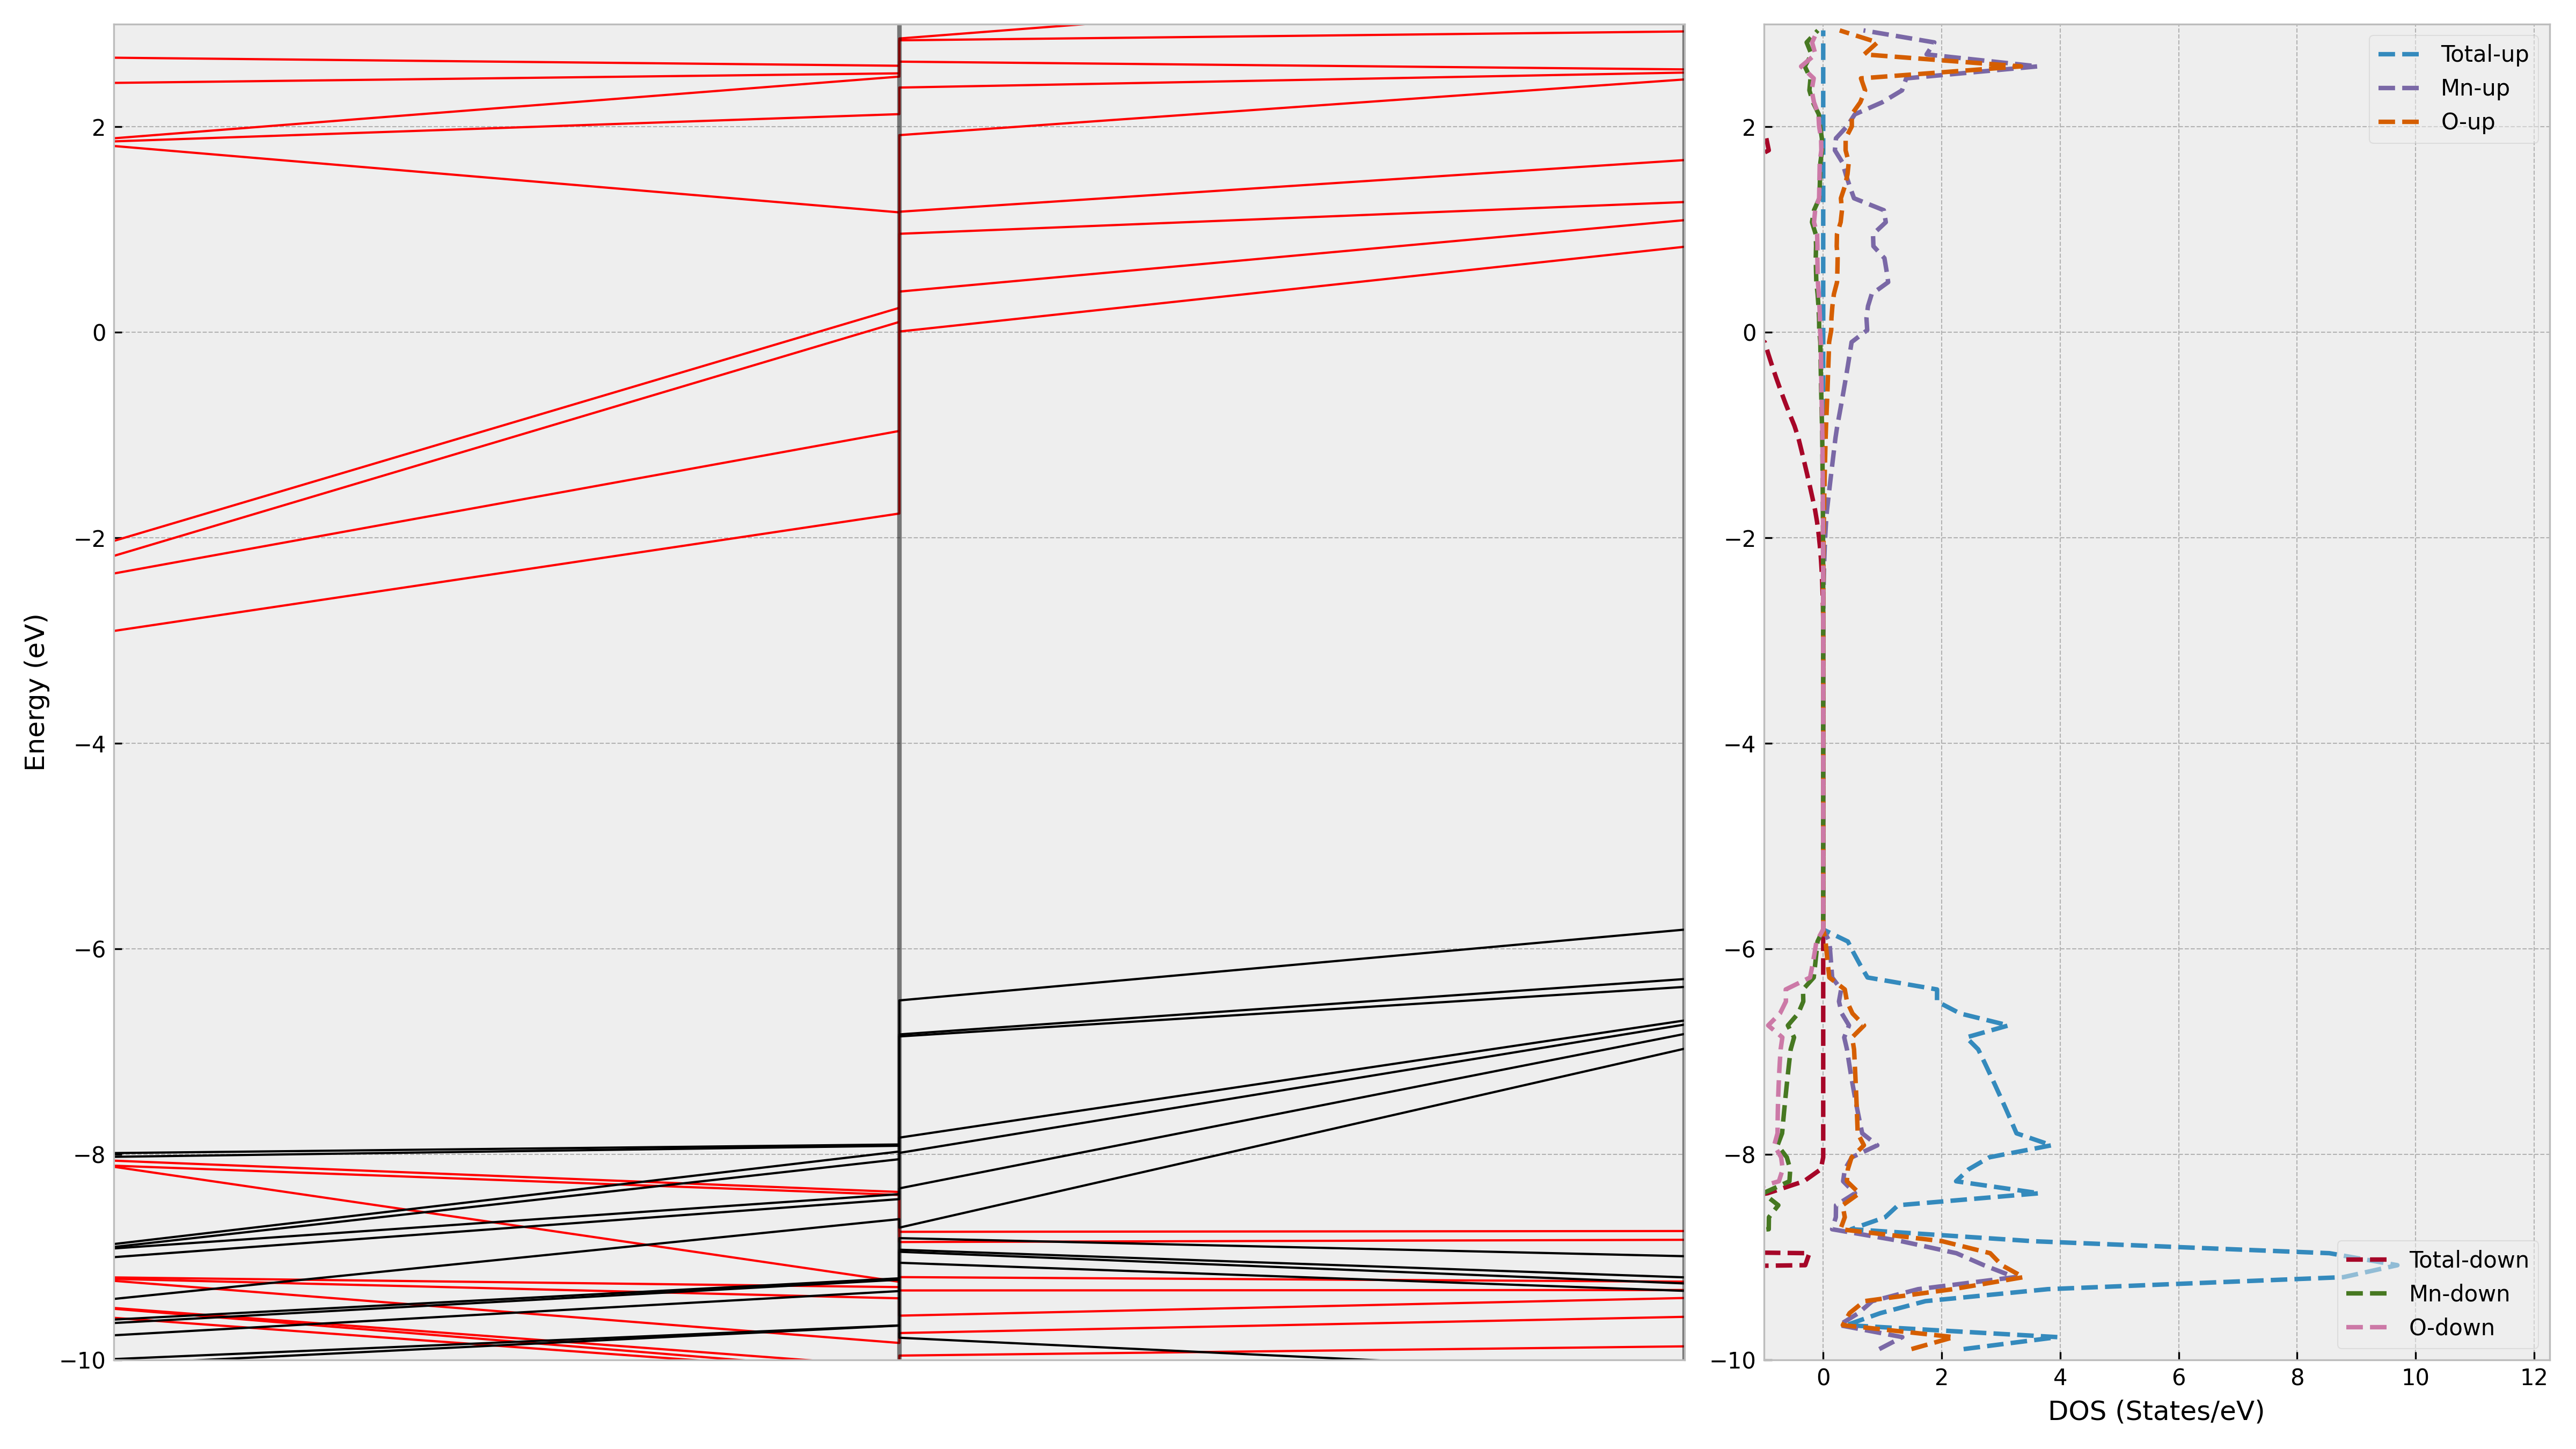 Energy (eV)
2
0
−2
−4
−6
−8
−10
2
0
−2
−4
−6
−8
−10
Total-up
Mn-up
O-up
Total-down
Mn-down
O-down
0 2 4 6 8 10 12
DOS (States/eV)